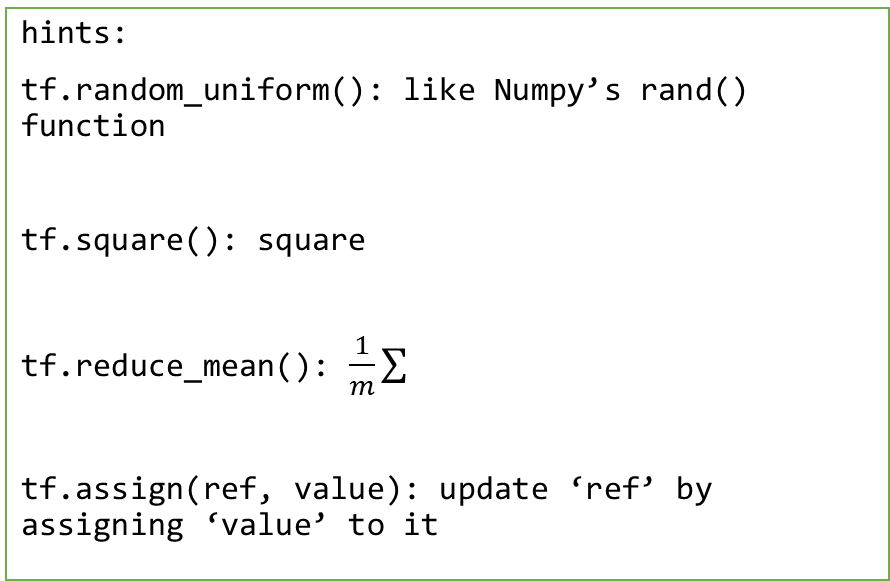 hints:
tf.random_uniform(): like Numpy’s rand()
function
tf.square(): square
tf.reduce_mean(): 1/m ∑
tf.assign(ref, value): update ‘ref’ by
assigning ‘value’ to it